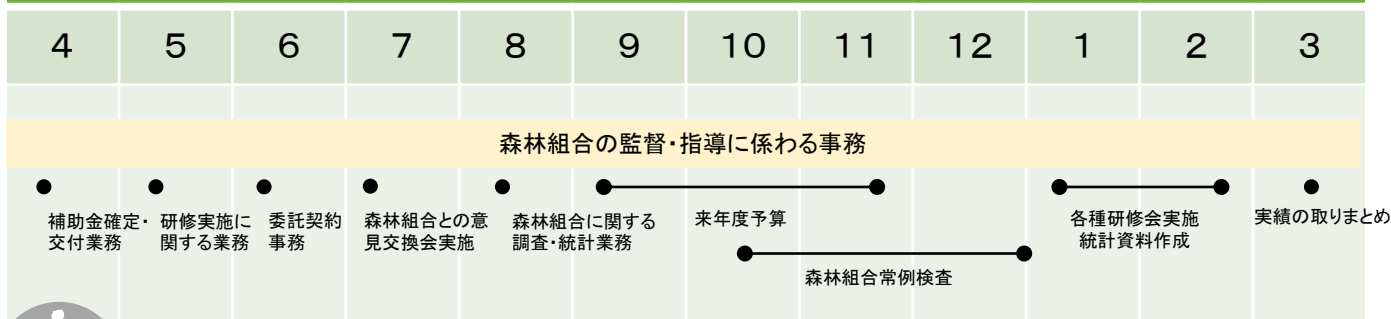 4 5 6 7 8 9 10 11 12 1 2 3
森林組合の監督・指導に係わる事務
補助金確定・
交付業務
研修実施に
関する業務
委託契約
事務
森林組合との意
見交換会実施
森林組合に関する
調査・統計業務
来年度予算
森林組合常例検査
各種研修会実施
統計資料作成
実績の取りまとめ